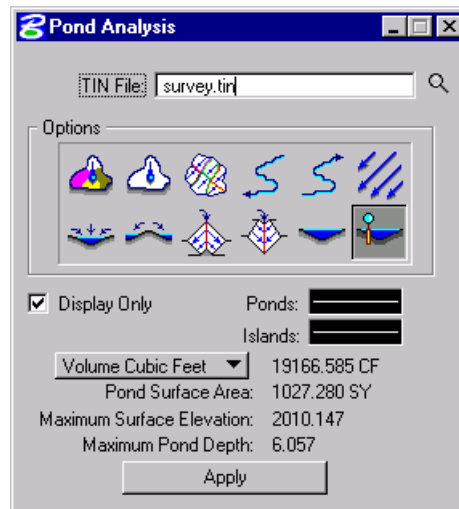 Pond Analysis
TIN File: survey.tin
Options
Display Only
Ponds:
Islands:
Volume Cubic Feet 19166.585 CF
Pond Surface Area: 1027.280 SY
Maximum Surface Elevation: 2010.147
Maximum Pond Depth: 6.057
Apply